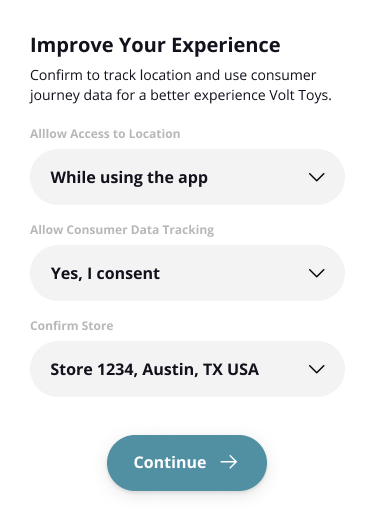 Improve Your Experience
Confirm to track location and use consumer
journey data for a better experience Volt Toys.
Alllow Access to Location
While using the app
Allow Consumer Data Tracking
Yes, I consent
Confirm Store
Store 1234, Austin, TX USA
Continue